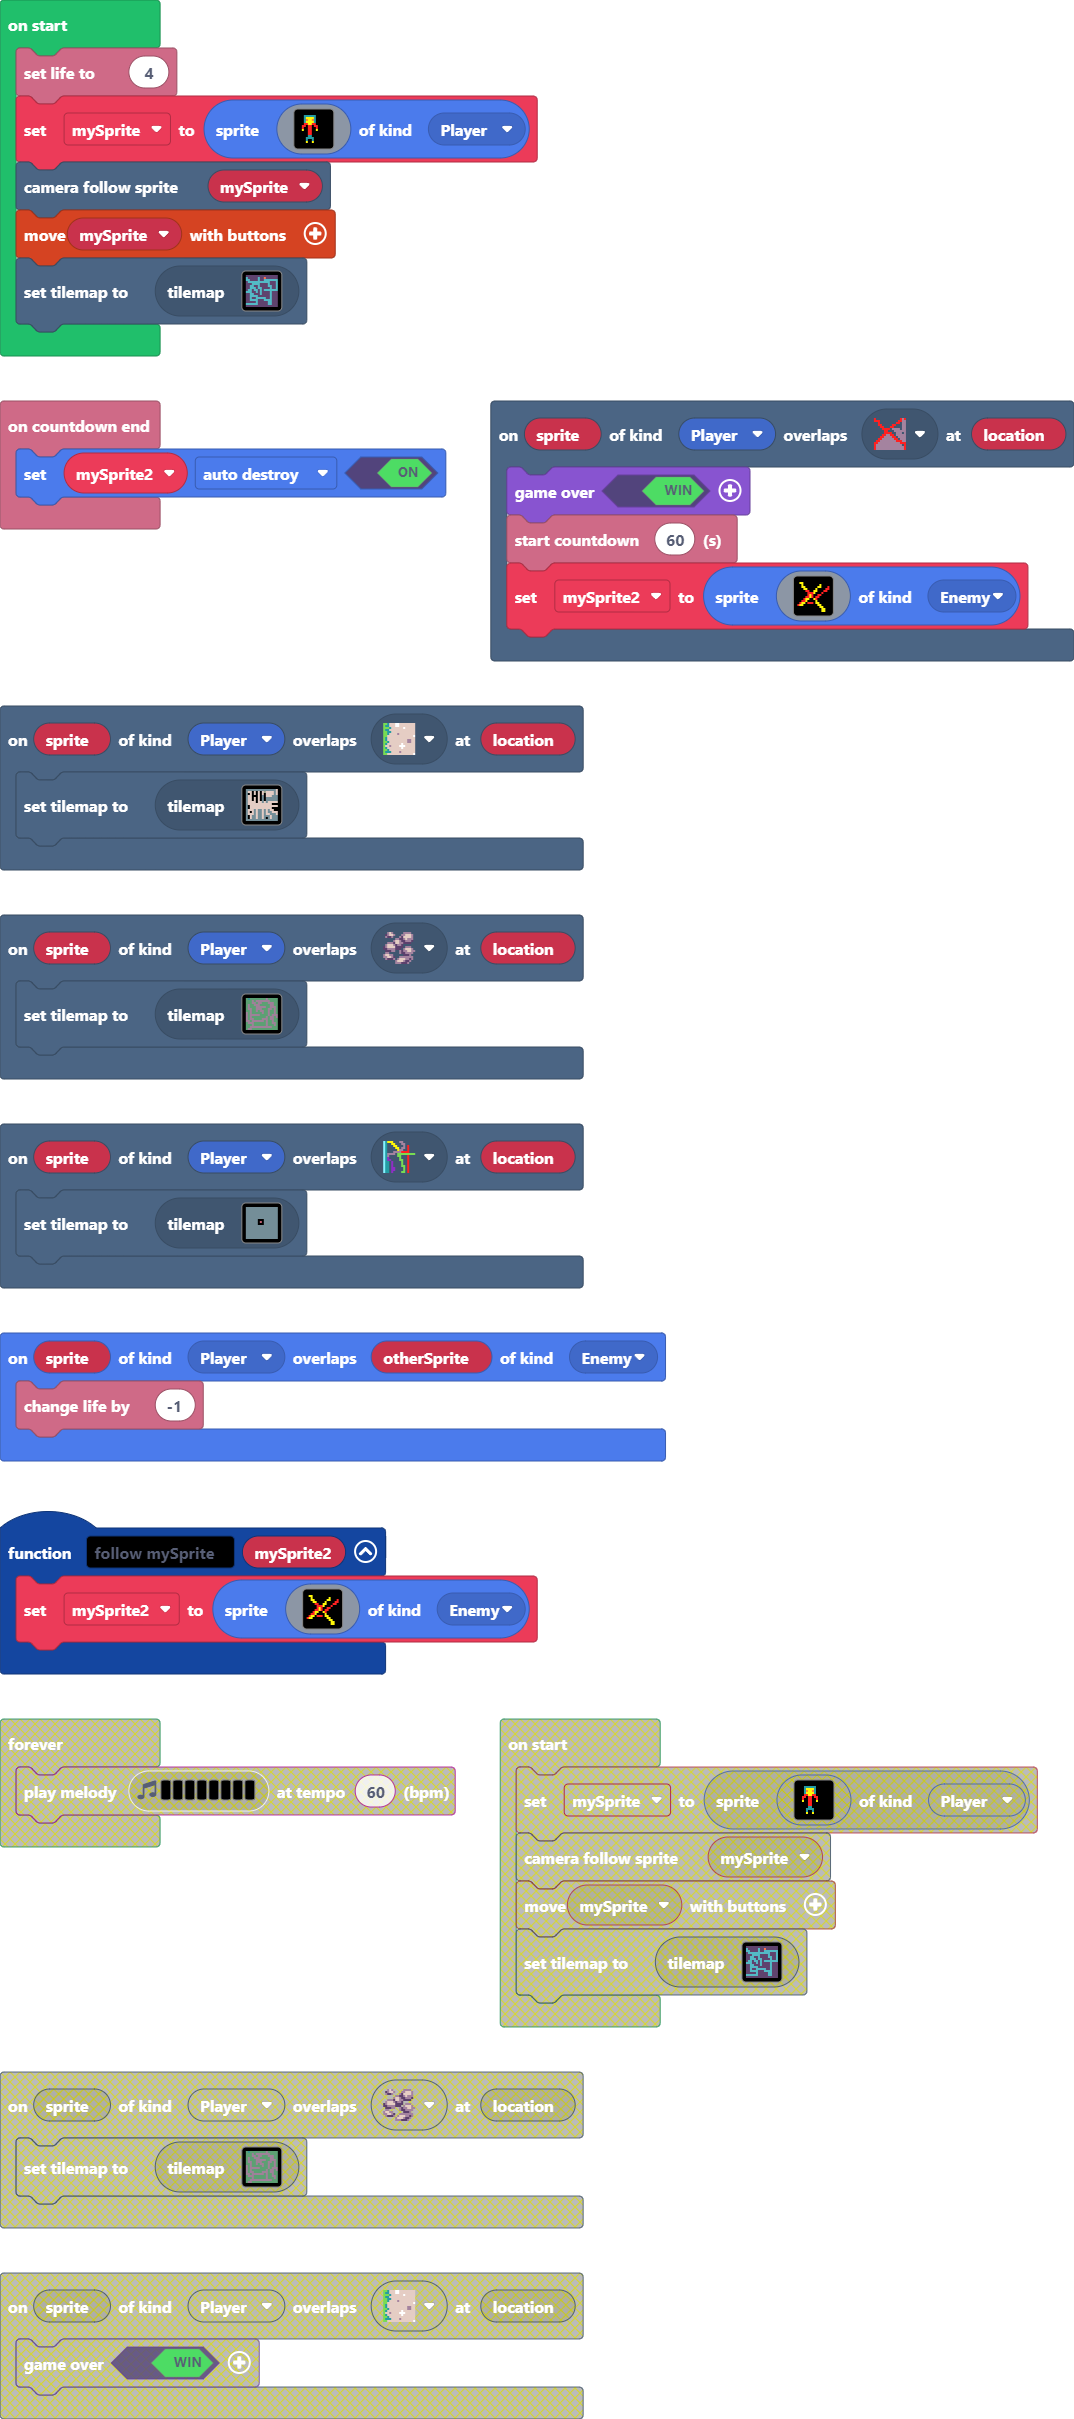 on start
set life to 4
set mySprite to sprite of kind Player
camera follow sprite mySprite
move mySprite with buttons
set tilemap to tilemap
on countdown end
set mySprite2 auto destroy ON
on sprite of kind Player overlaps at location
game over WIN
start countdown 60 (s)
set mySprite2 to sprite of kind Enemy
on sprite of kind Player overlaps at location
set tilemap to tilemap
on sprite of kind Player overlaps at location
set tilemap to tilemap
on sprite of kind Player overlaps at location
set tilemap to tilemap
on sprite of kind Player overlaps otherSprite of kind Enemy
change life by -1
function follow mySprite mySprite2
set mySprite2 to sprite of kind Enemy
forever
play melody at tempo 60 (bpm)
on start
set mySprite to sprite of kind Player
camera follow sprite mySprite
move mySprite with buttons
set tilemap to tilemap
on sprite of kind Player overlaps at location
set tilemap to tilemap
on sprite of kind Player overlaps at location
game over WIN